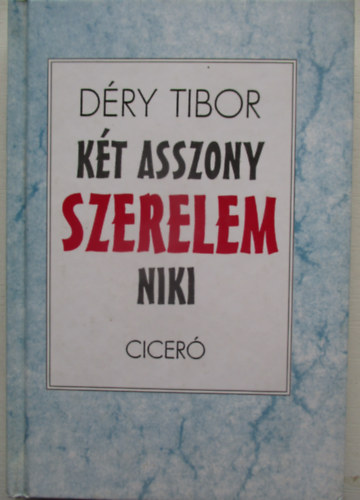 DÉRY TIBOR
KÉT ASSZONY
SZERELEM
NIKI
CICERÓ